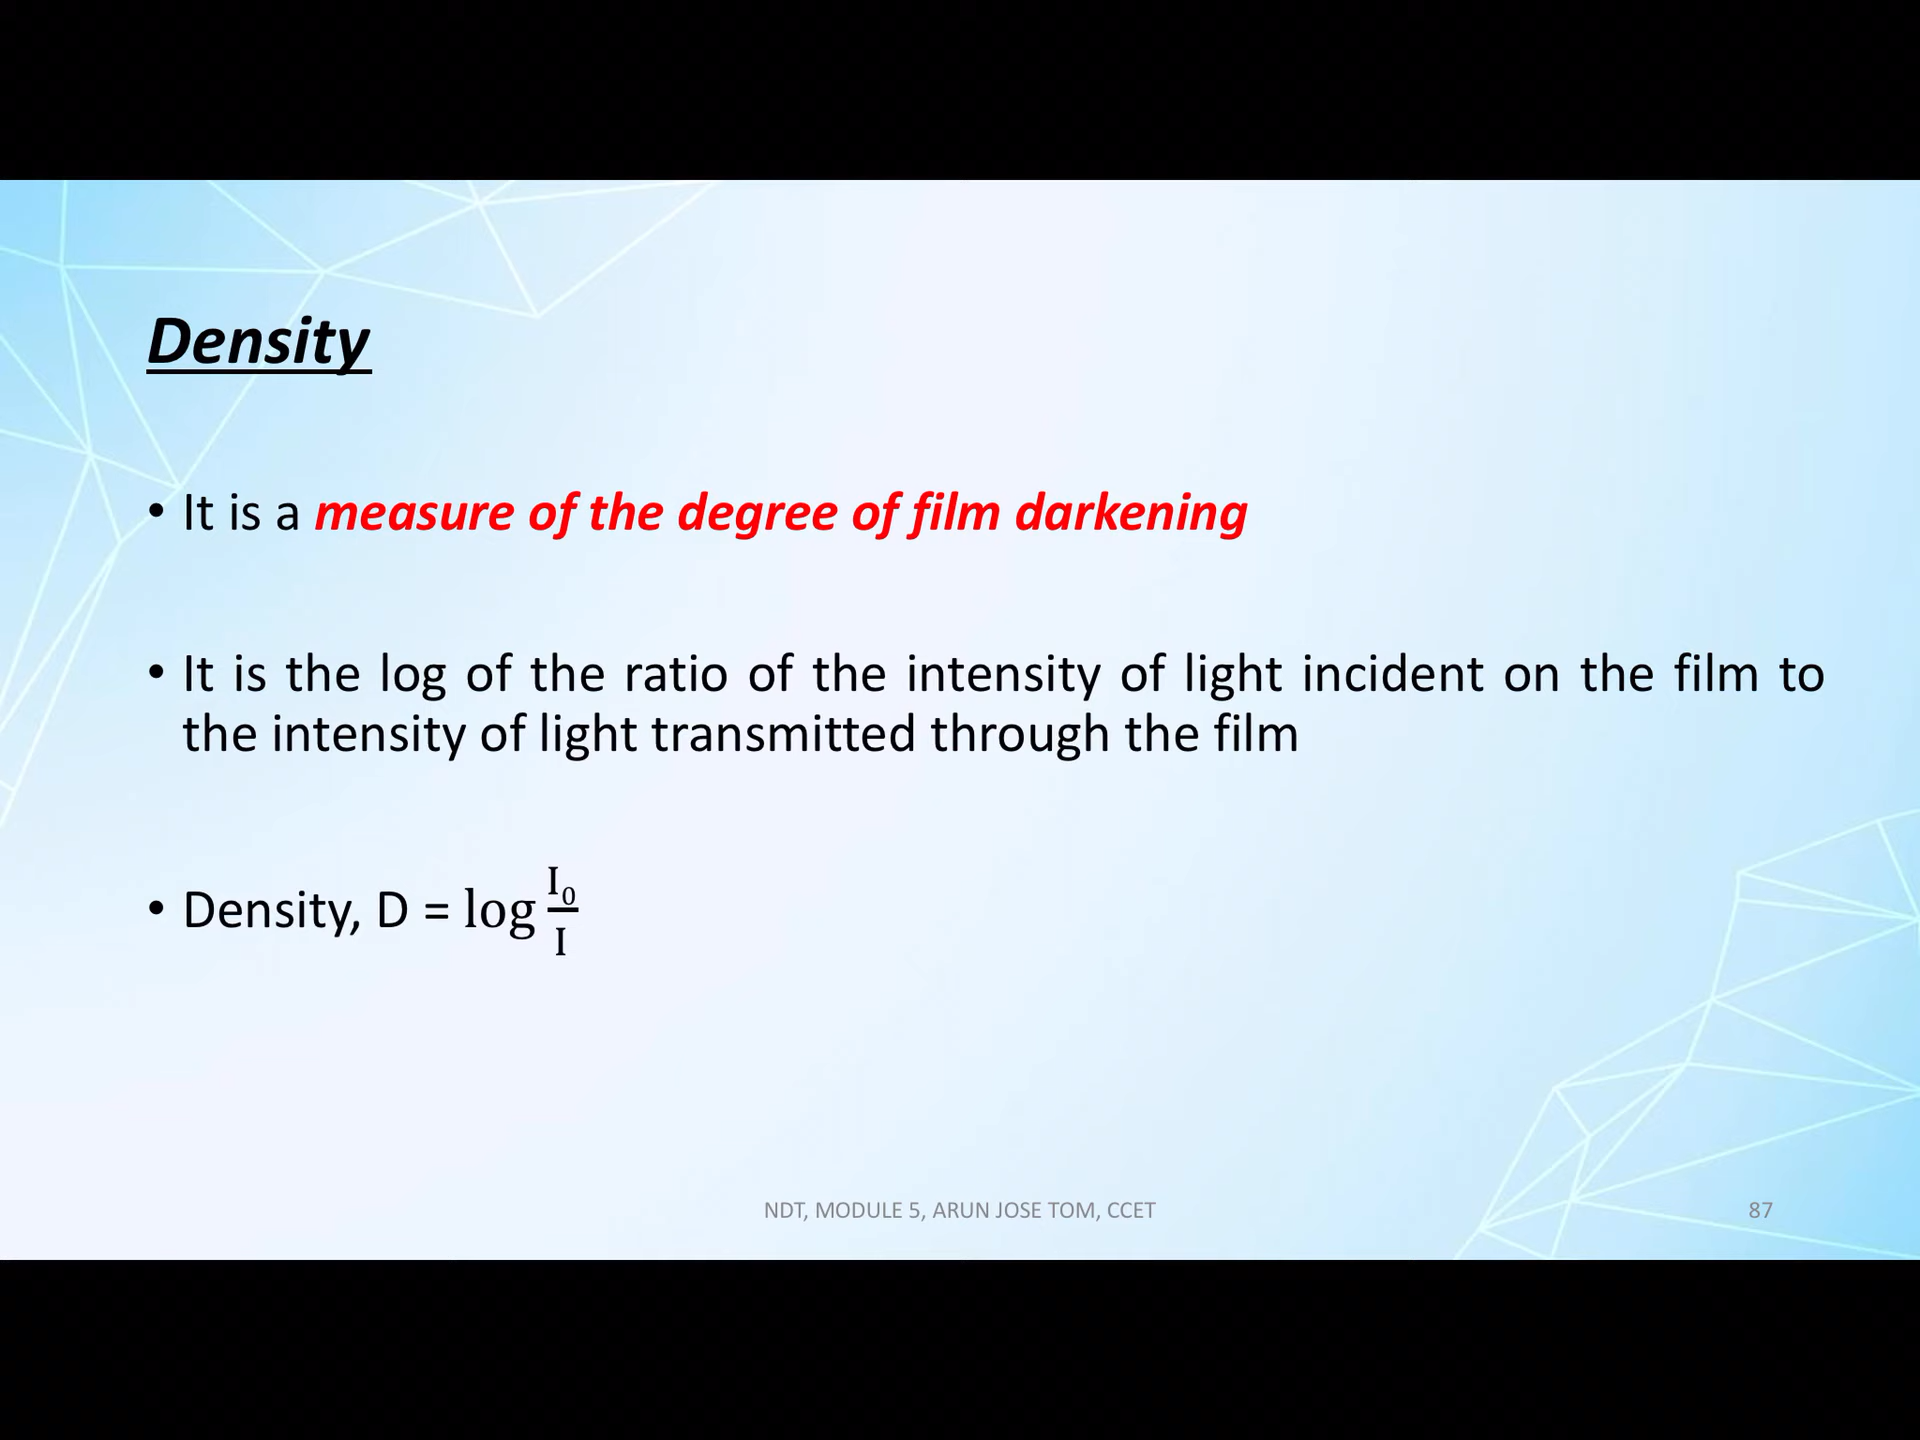 Density
• It is a measure of the degree of film darkening
• It is the log of the ratio of the intensity of light incident on the film to
the intensity of light transmitted through the film
• Density, D = log I₀/I
NDT, MODULE 5, ARUN JOSE TOM, CCET
87